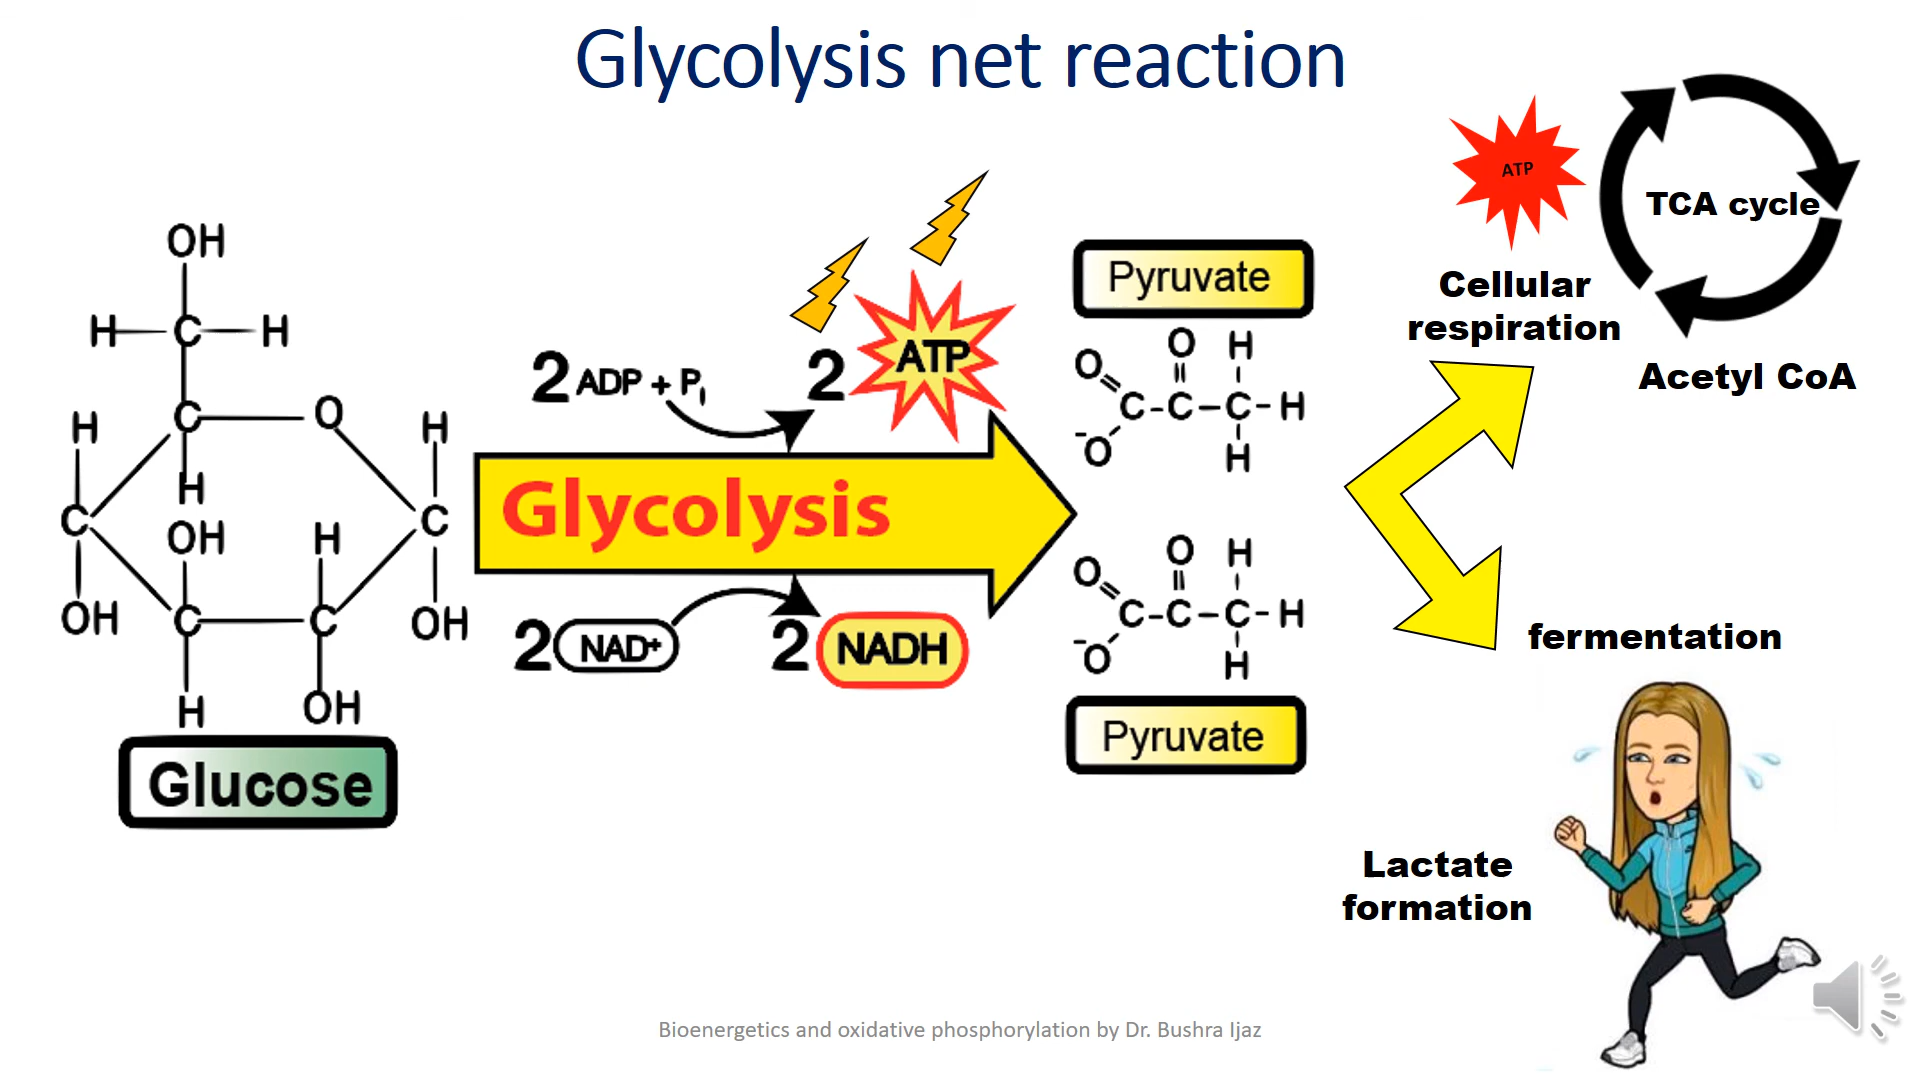 Glycolysis net reaction
OH
H C H
H C O H
H
C OH H C
OH C C OH
H OH
Glucose
2 ADP + Pi 2 ATP
Glycolysis
2 NAD+ 2 NADH
Pyruvate
O O H
C-C-C-H
-O H
O O H
C-C-C-H
-O H
Pyruvate
ATP
TCA cycle
Cellular
respiration
Acetyl CoA
fermentation
Lactate
formation
Bioenergetics and oxidative phosphorylation by Dr. Bushra Ijaz